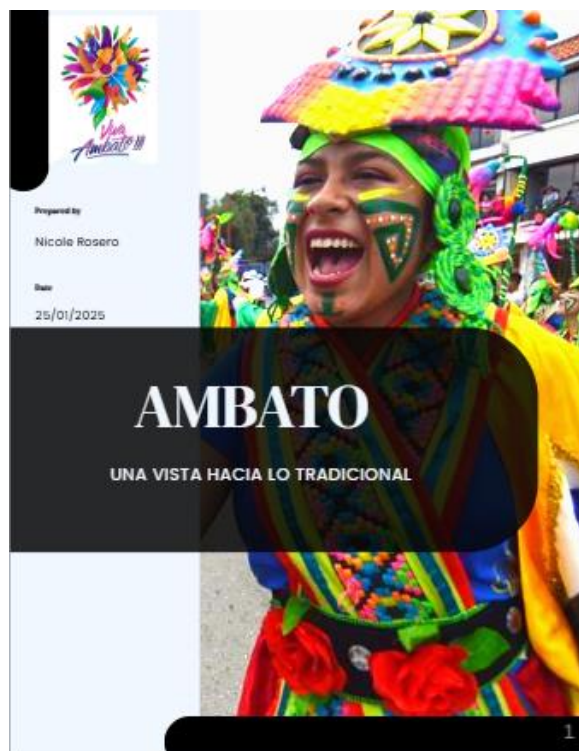 Viva
Ambato !!!
Prepared by
Nicole Rosero
Date
25/01/2025
AMBATO
UNA VISTA HACIA LO TRADICIONAL
1